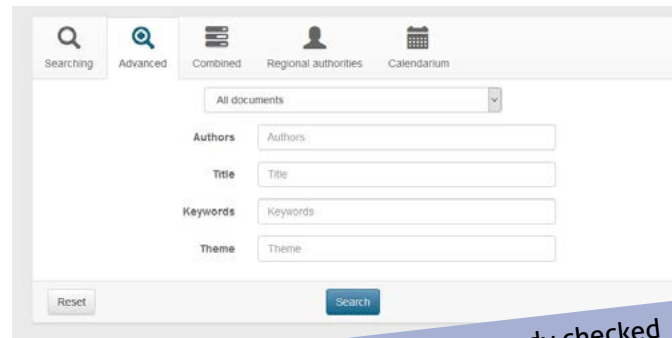 Searching Advanced Combined Regional authorities Calendarium
All documents
Authors Authors
Title Title
Keywords Keywords
Theme Theme
Reset Search
checked